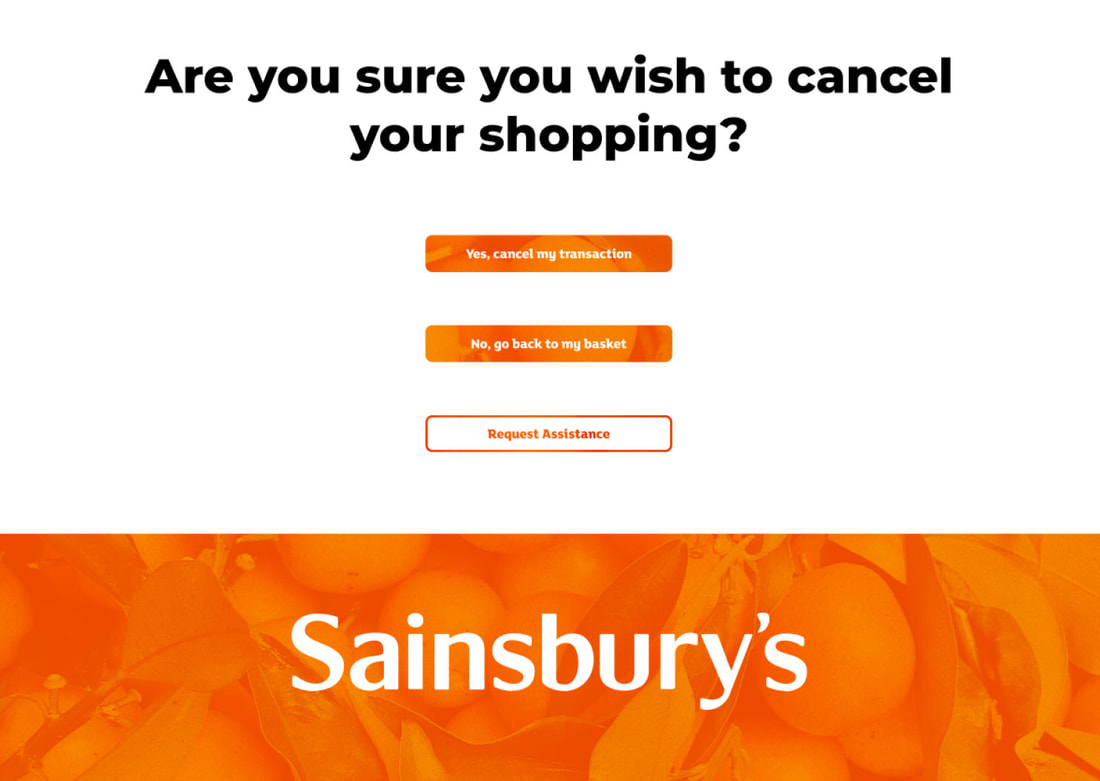 Are you sure you wish to cancel
your shopping?
Yes, cancel my transaction
No, go back to my basket
Request Assistance
Sainsbury’s